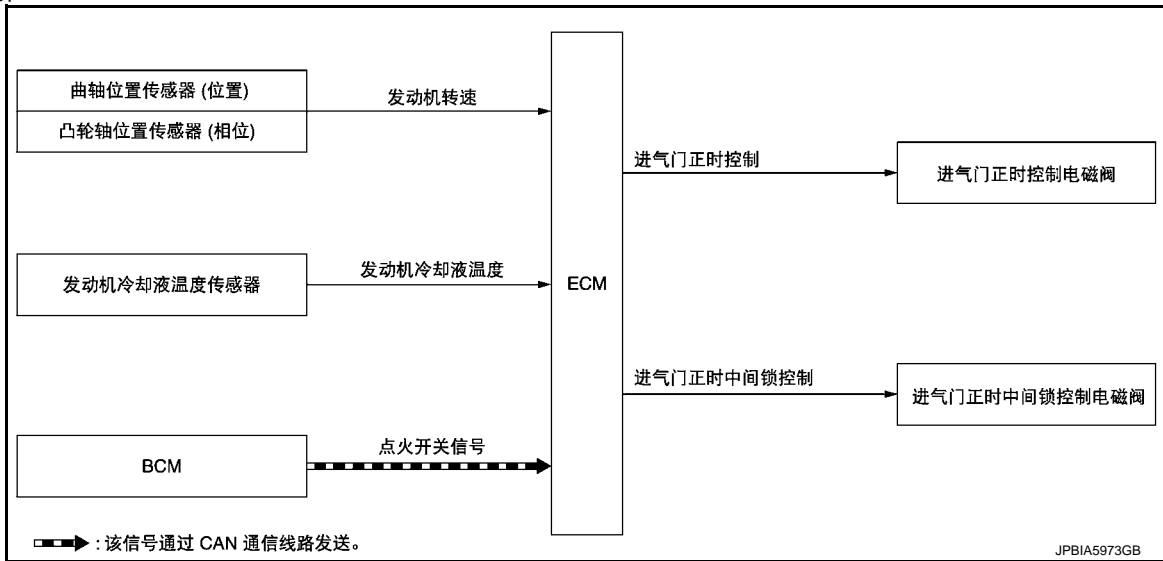 曲轴位置传感器 (位置)
凸轮轴位置传感器 (相位)
发动机转速
进气门正时控制
进气门正时控制电磁阀
发动机冷却液温度传感器
发动机冷却液温度
ECM
进气门正时中间锁控制
进气门正时中间锁控制电磁阀
BCM
点火开关信号
: 该信号通过 CAN 通信线路发送。
JPBIA5973GB